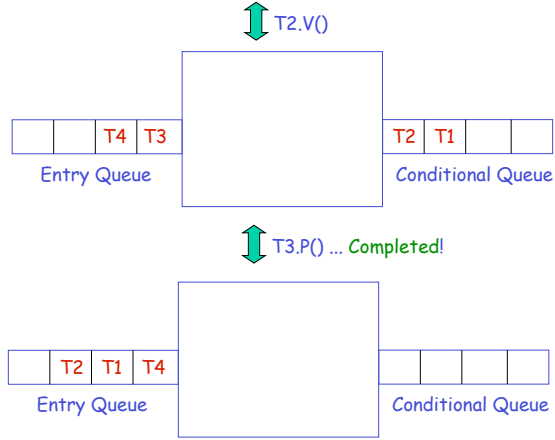 T2.V()
T4 T3 T2 T1
Entry Queue Conditional Queue
T3.P() ... Completed!
T2 T1 T4
Entry Queue Conditional Queue